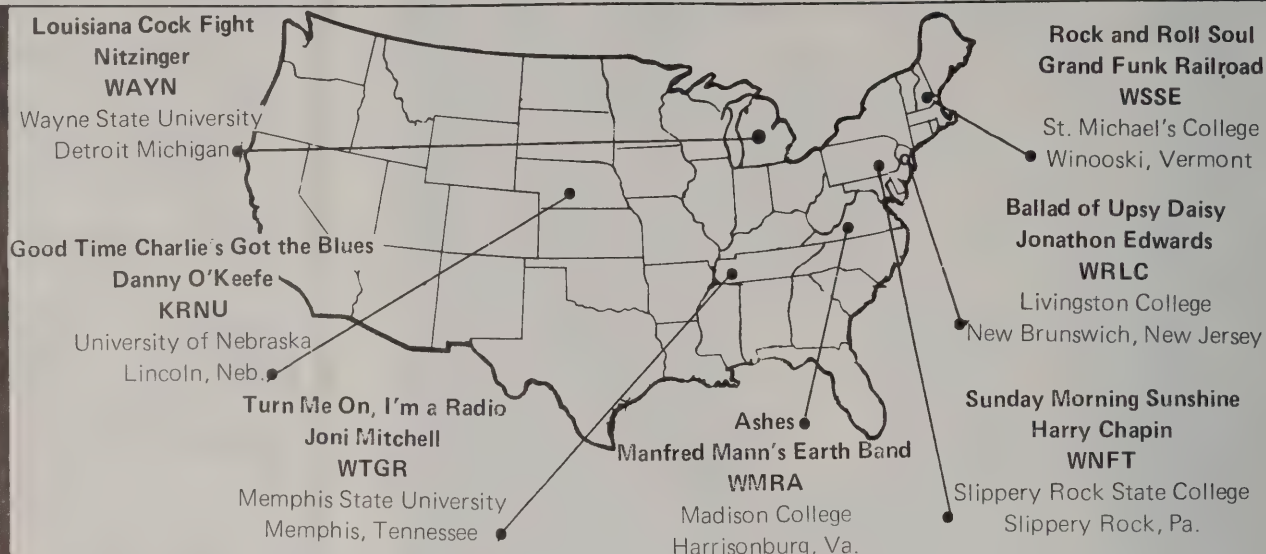 Louisiana Cock Fight
Nitzinger
WAYN
Wayne State University
Detroit Michigan
Good Time Charlie's Got the Blues
Danny O'Keefe
KRNU
University of Nebraska
Lincoln, Neb.
Turn Me On, I'm a Radio
Joni Mitchell
WTGR
Memphis State University
Memphis, Tennessee
Ashes
Manfred Mann's Earth Band
WMRA
Madison College
Harrisonburg, Va.
Rock and Roll Soul
Grand Funk Railroad
WSSE
St. Michael's College
Winooski, Vermont
Ballad of Upsy Daisy
Jonathon Edwards
WRLC
Livingston College
New Brunswich, New Jersey
Sunday Morning Sunshine
Harry Chapin
WNFT
Slippery Rock State College
Slippery Rock, Pa.